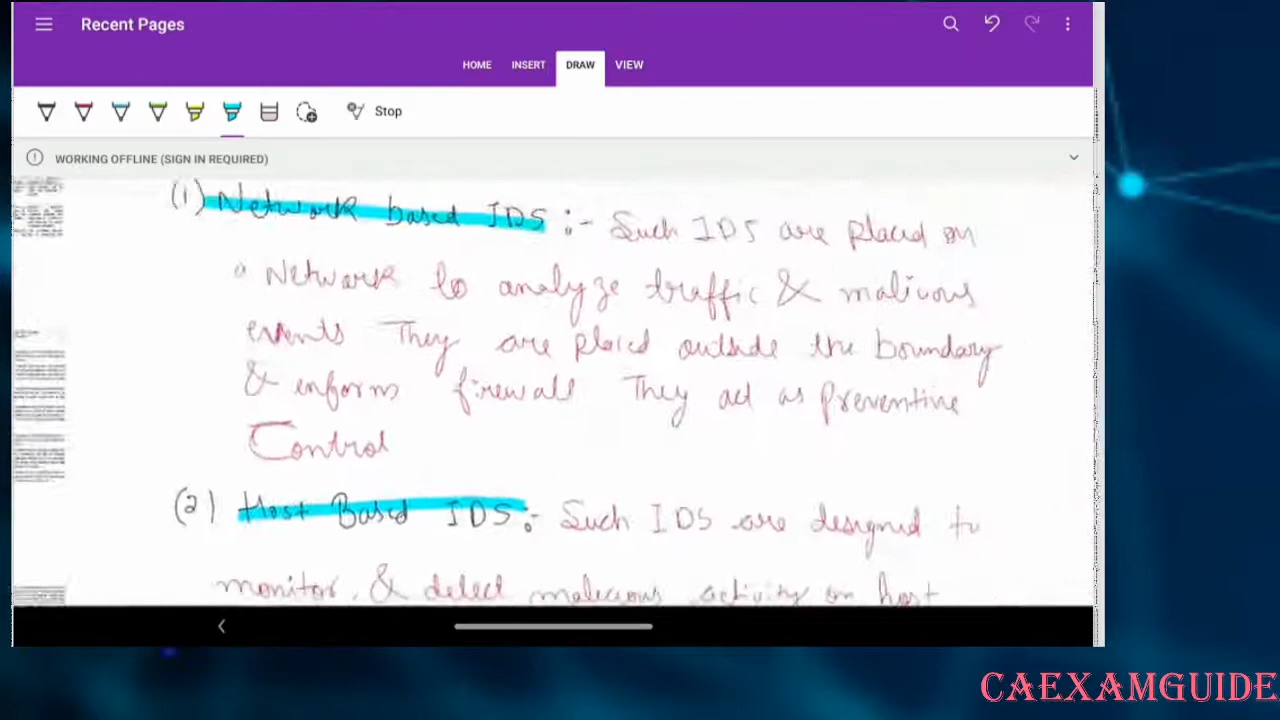 Recent Pages
HOME INSERT DRAW VIEW
Stop
WORKING OFFLINE (SIGN IN REQUIRED)
(1) Network based IDS :- Such IDS are placed on
a Network to analyze traffic & malicious
events They are placed outside the boundary
& inform firewall They act as preventive
Control
(2) Host Based IDS :- Such IDS are designed to
monitor & detect malicious activity on host
CAEXAMGUIDE